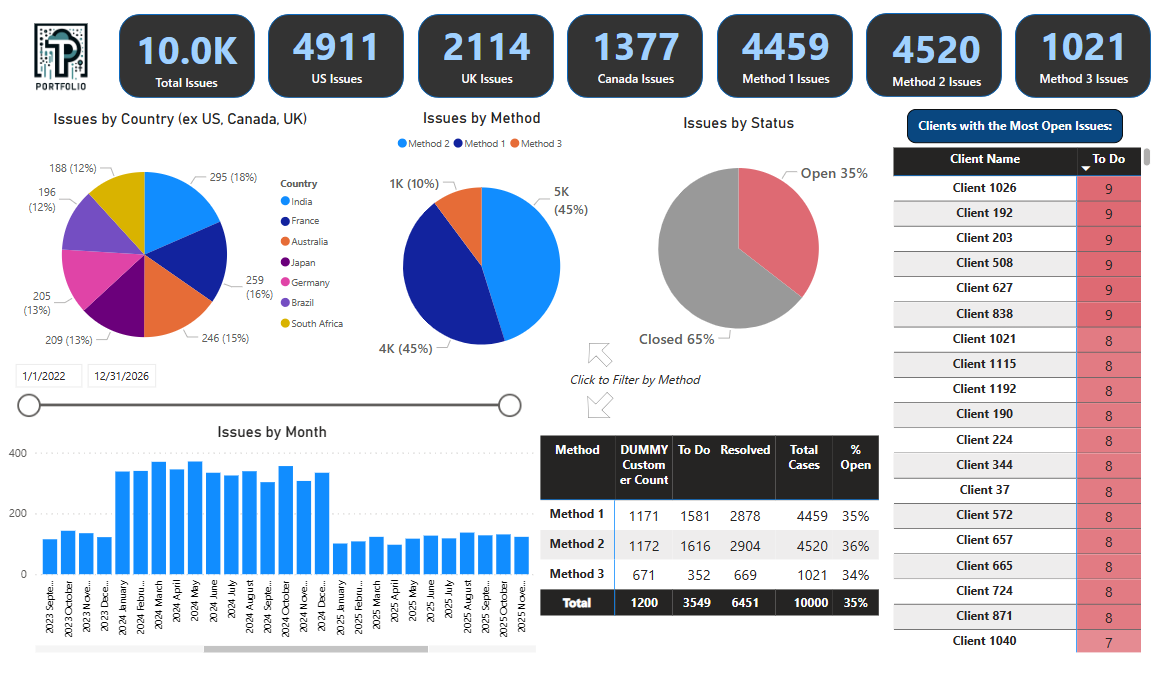 TP
PORTFOLIO
10.0K
Total Issues
4911
US Issues
2114
UK Issues
1377
Canada Issues
4459
Method 1 Issues
4520
Method 2 Issues
1021
Method 3 Issues
Issues by Country (ex US, Canada, UK)
188 (12%)
295 (18%)
196
(12%)
259
(16%)
205
(13%)
209 (13%)
246 (15%)
Country
India
France
Australia
Japan
Germany
Brazil
South Africa
Issues by Method
Method 2 Method 1 Method 3
1K (10%)
5K
(45%)
4K (45%)
Issues by Status
Open 35%
Closed 65%
Clients with the Most Open Issues:
Client Name To Do
Client 1026 9
Client 192 9
Client 203 9
Client 508 9
Client 627 9
Client 838 9
Client 1021 8
Client 1115 8
Client 1192 8
Client 190 8
Client 224 8
Client 344 8
Client 37 8
Client 572 8
Client 657 8
Client 665 8
Client 724 8
Client 871 8
Client 1040 7
1/1/2022 12/31/2026
Click to Filter by Method
Issues by Month
400
200
0
2023 Septe...
2023 October
2023 Nove...
2023 Dece...
2024 January
2024 Febru...
2024 March
2024 April
2024 May
2024 June
2024 July
2024 August
2024 Septe...
2024 October
2024 Nove...
2024 Dece...
2025 January
2025 Febru...
2025 March
2025 April
2025 May
2025 June
2025 July
2025 August
2025 Septe...
2025 October
2025 Nove...
Method DUMMY To Do Resolved Total %
Custom Cases Open
er Count
Method 1 1171 1581 2878 4459 35%
Method 2 1172 1616 2904 4520 36%
Method 3 671 352 669 1021 34%
Total 1200 3549 6451 10000 35%